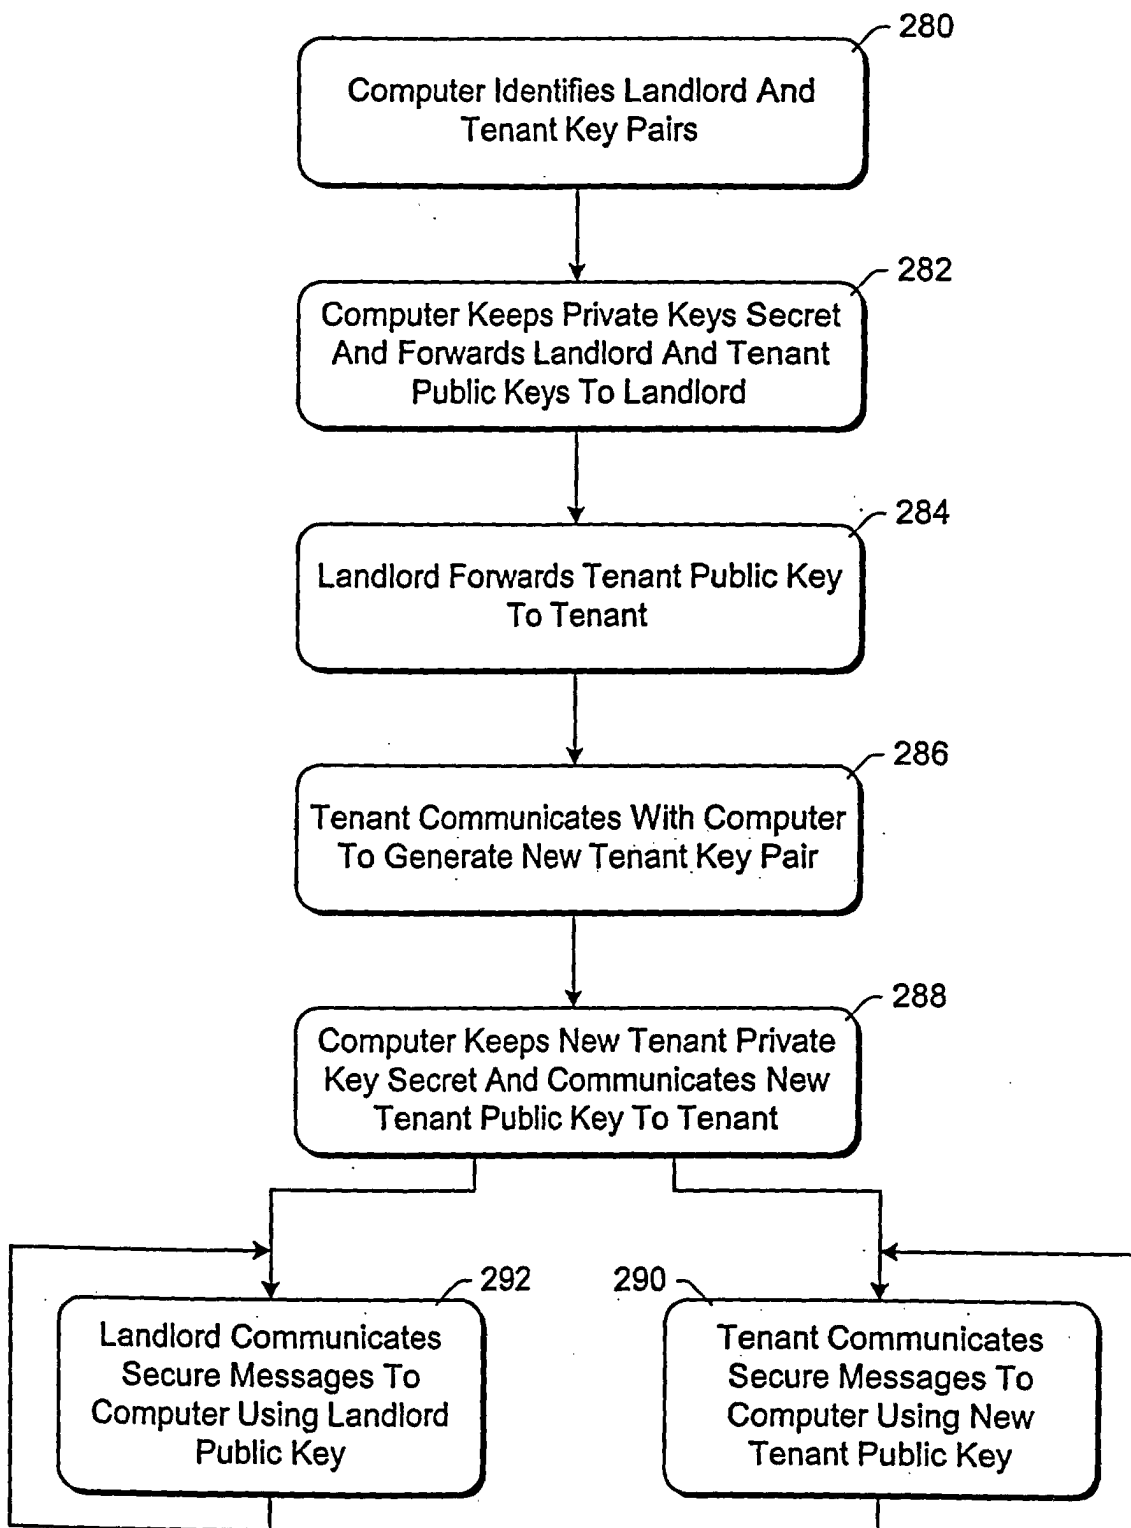 280
Computer Identifies Landlord And
Tenant Key Pairs
282
Computer Keeps Private Keys Secret
And Forwards Landlord And Tenant
Public Keys To Landlord
284
Landlord Forwards Tenant Public Key
To Tenant
286
Tenant Communicates With Computer
To Generate New Tenant Key Pair
288
Computer Keeps New Tenant Private
Key Secret And Communicates New
Tenant Public Key To Tenant
292
Landlord Communicates
Secure Messages To
Computer Using Landlord
Public Key
290
Tenant Communicates
Secure Messages To
Computer Using New
Tenant Public Key